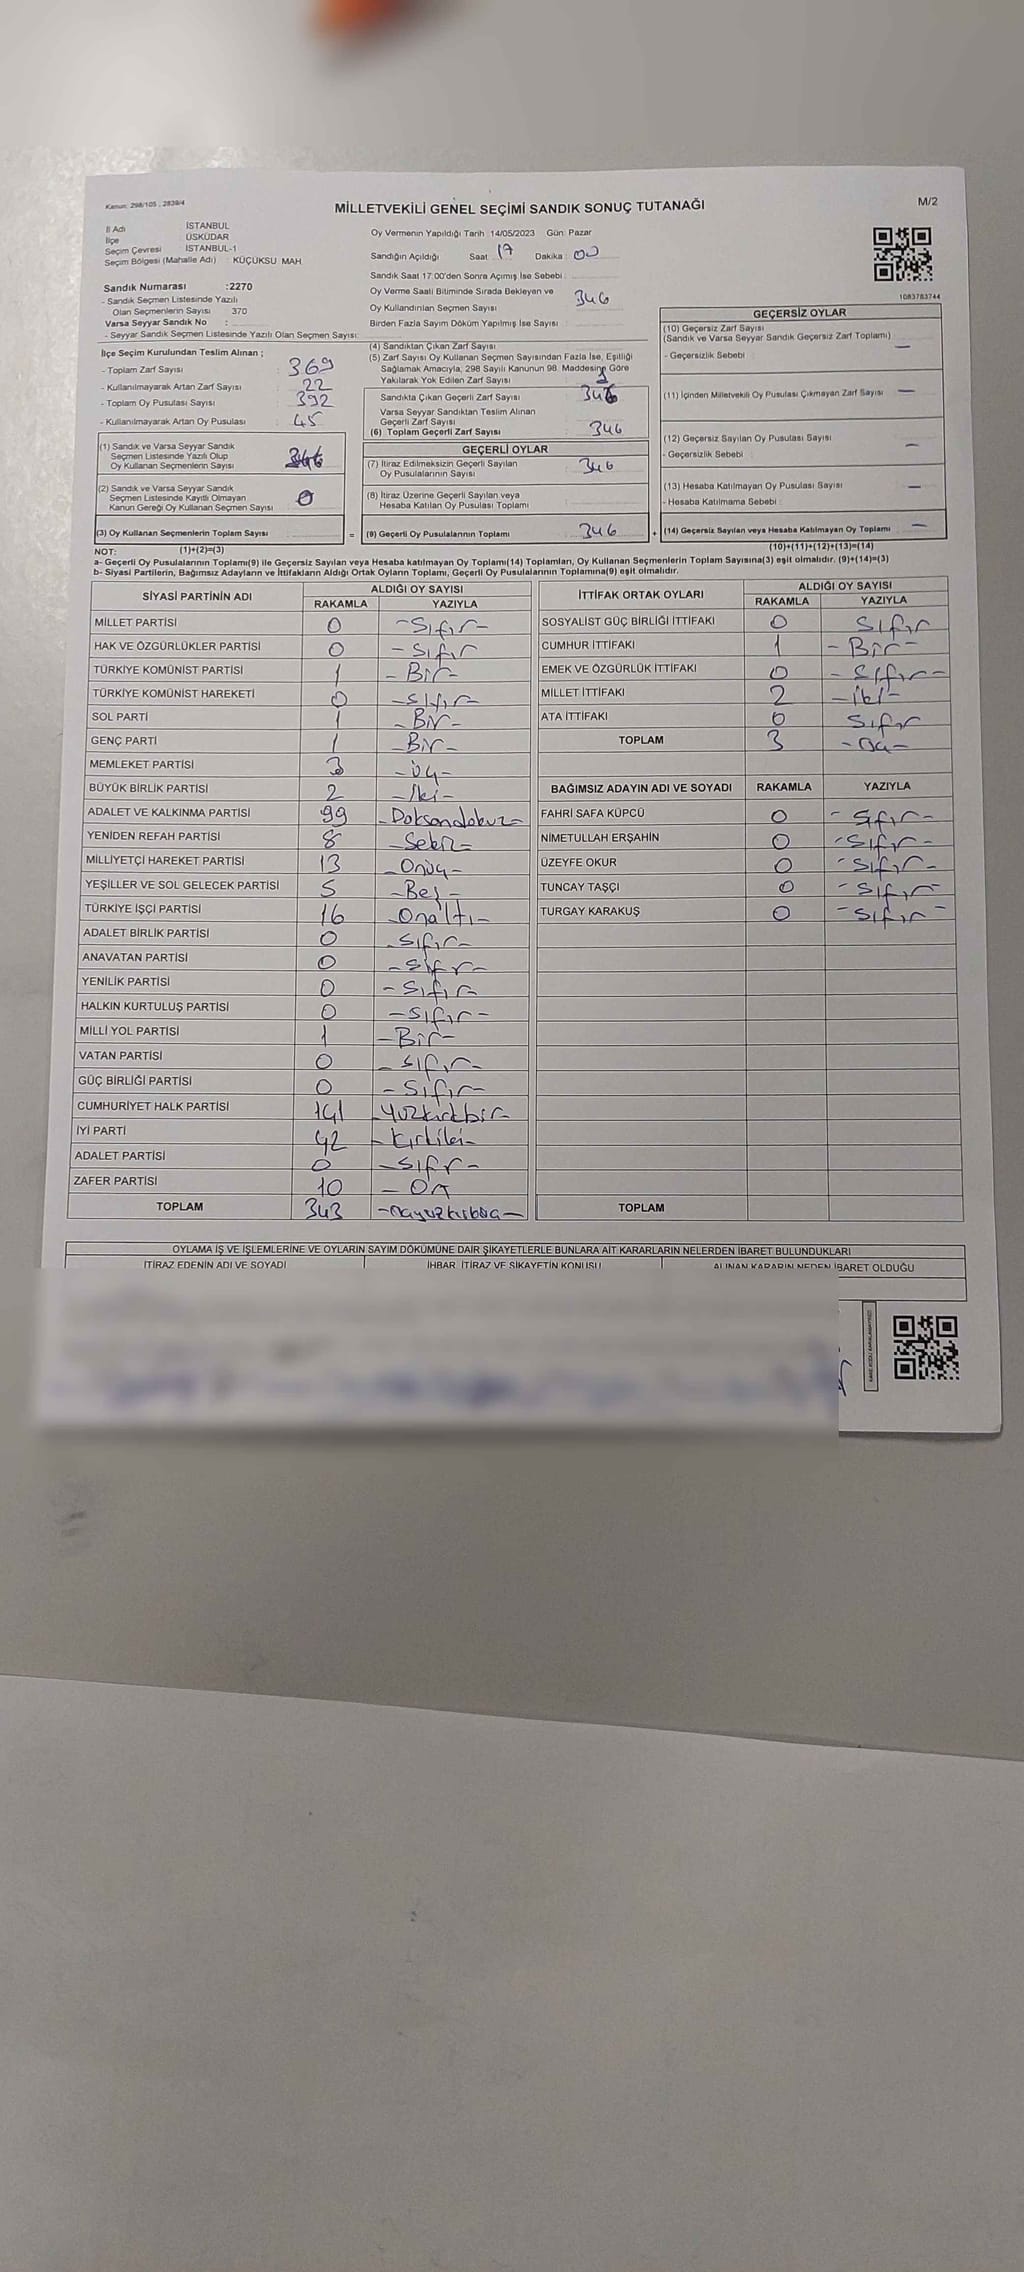 Kanun: 298/105 , 2839/4
MİLLETVEKİLİ GENEL SEÇİMİ SANDIK SONUÇ TUTANAĞI
M/2
İl Adı İSTANBUL
İlçe ÜSKÜDAR
Seçim Çevresi İSTANBUL-1
Seçim Bölgesi (Mahalle Adı) : KÜÇÜKSU MAH.
Oy Vermenin Yapıldığı Tarih : 14/05/2023 Gün: Pazar
Sandığın Açıldığı Saat : 17 Dakika : 00
Sandık Saat 17:00'den Sonra Açılmış İse Sebebi :
Oy Verme Saati Bitiminde Sırada Bekleyen ve
Oy Kullandırılan Seçmen Sayısı 346
Birden Fazla Sayım Döküm Yapılmış İse Sayısı :
Sandık Numarası :2270
- Sandık Seçmen Listesinde Yazılı
Olan Seçmenlerin Sayısı 370
Varsa Seyyar Sandık No :
- Seyyar Sandık Seçmen Listesinde Yazılı Olan Seçmen Sayısı:
1083783744
İlçe Seçim Kurulundan Teslim Alınan ;
- Toplam Zarf Sayısı : 369
- Kullanılmayarak Artan Zarf Sayısı : 22
- Toplam Oy Pusulası Sayısı : 392
- Kullanılmayarak Artan Oy Pusulası : 45
(1) Sandık ve Varsa Seyyar Sandık
Seçmen Listesinde Yazılı Olup
Oy Kullanan Seçmenlerin Sayısı 346
(2) Sandık ve Varsa Seyyar Sandık
Seçmen Listesinde Kayıtlı Olmayan
Kanun Gereği Oy Kullanan Seçmen Sayısı 0
(3) Oy Kullanan Seçmenlerin Toplam Sayısı
(1)+(2)=(3)
(4) Sandıktan Çıkan Zarf Sayısı
(5) Zarf Sayısı Oy Kullanan Seçmen Sayısından Fazla İse, Eşitliği
Sağlamak Amacıyla, 298 Sayılı Kanunun 98. Maddesine Göre
Yakılarak Yok Edilen Zarf Sayısı 1
Sandıkta Çıkan Geçerli Zarf Sayısı 346
Varsa Seyyar Sandıktan Teslim Alınan
Geçerli Zarf Sayısı
(6) Toplam Geçerli Zarf Sayısı 346
GEÇERLİ OYLAR
(7) İtiraz Edilmeksizin Geçerli Sayılan
Oy Pusulalarının Sayısı 346
(8) İtiraz Üzerine Geçerli Sayılan veya
Hesaba Katılan Oy Pusulası Toplamı
= (9) Geçerli Oy Pusulalarının Toplamı 346
GEÇERSİZ OYLAR
(10) Geçersiz Zarf Sayısı
(Sandık ve Varsa Seyyar Sandık Geçersiz Zarf Toplamı) —
- Geçersizlik Sebebi
(11) İçinden Milletvekili Oy Pusulası Çıkmayan Zarf Sayısı —
(12) Geçersiz Sayılan Oy Pusulası Sayısı —
- Geçersizlik Sebebi
(13) Hesaba Katılmayan Oy Pusulası Sayısı —
- Hesaba Katılmama Sebebi :
+ (14) Geçersiz Sayılan veya Hesaba Katılmayan Oy Toplamı —
(10)+(11)+(12)+(13)=(14)
NOT:
a- Geçerli Oy Pusulalarının Toplamı(9) ile Geçersiz Sayılan veya Hesaba katılmayan Oy Toplamı(14) Toplamları, Oy Kullanan Seçmenlerin Toplam Sayısına(3) eşit olmalıdır. (9)+(14)=(3)
b- Siyasi Partilerin, Bağımsız Adayların ve İttifakların Aldığı Ortak Oyların Toplamı, Geçerli Oy Pusulalarının Toplamına(9) eşit olmalıdır.
SİYASİ PARTİNİN ADI ALDIĞI OY SAYISI
RAKAMLA YAZIYLA
MİLLET PARTİSİ 0 -Sıfır-
HAK VE ÖZGÜRLÜKLER PARTİSİ 0 -Sıfır
TÜRKİYE KOMÜNİST PARTİSİ 1 -Bir-
TÜRKİYE KOMÜNİST HAREKETİ 0 -Sıfır-
SOL PARTİ 1 -Bir-
GENÇ PARTİ 1 -Bir-
MEMLEKET PARTİSİ 3 -Üç-
BÜYÜK BİRLİK PARTİSİ 2 -İki-
ADALET VE KALKINMA PARTİSİ 99 -Doksandokuz-
YENİDEN REFAH PARTİSİ 8 -Sekiz-
MİLLİYETÇİ HAREKET PARTİSİ 13 -Onüç-
YEŞİLLER VE SOL GELECEK PARTİSİ 5 -Beş-
TÜRKİYE İŞÇİ PARTİSİ 16 -Onaltı-
ADALET BİRLİK PARTİSİ 0 -Sıfır-
ANAVATAN PARTİSİ 0 -Sıfır-
YENİLİK PARTİSİ 0 -Sıfır
HALKIN KURTULUŞ PARTİSİ 0 -Sıfır-
MİLLİ YOL PARTİSİ 1 -Bir-
VATAN PARTİSİ 0 -Sıfır-
GÜÇ BİRLİĞİ PARTİSİ 0 -Sıfır-
CUMHURİYET HALK PARTİSİ 141 -Yüzkırkbir-
İYİ PARTİ 42 -Kırkiki-
ADALET PARTİSİ 0 -Sıfır-
ZAFER PARTİSİ 10 -On
TOPLAM 343
İTTİFAK ORTAK OYLARI ALDIĞI OY SAYISI
RAKAMLA YAZIYLA
SOSYALİST GÜÇ BİRLİĞİ İTTİFAKI 0 Sıfır
CUMHUR İTTİFAKI 1 -Bir-
EMEK VE ÖZGÜRLÜK İTTİFAKI 0 -Sıfır-
MİLLET İTTİFAKI 2 -İki-
ATA İTTİFAKI 0 Sıfır
TOPLAM 3 -Üç-
BAĞIMSIZ ADAYIN ADI VE SOYADI RAKAMLA YAZIYLA
FAHRİ SAFA KÜPCÜ 0 -Sıfır-
NİMETULLAH ERŞAHİN 0 -Sıfır-
ÜZEYFE OKUR 0 -Sıfır-
TUNCAY TAŞÇI 0 -Sıfır-
TURGAY KARAKUŞ 0 -Sıfır-
TOPLAM
OYLAMA İŞ VE İŞLEMLERİNE VE OYLARIN SAYIM DÖKÜMÜNE DAİR ŞİKAYETLERLE BUNLARA AİT KARARLARIN NELERDEN İBARET BULUNDUKLARI
İTİRAZ EDENİN ADI VE SOYADI İHBAR, İTİRAZ VE ŞİKAYETİN KONUSU ALINAN KARARIN NEDEN İBARET OLDUĞU